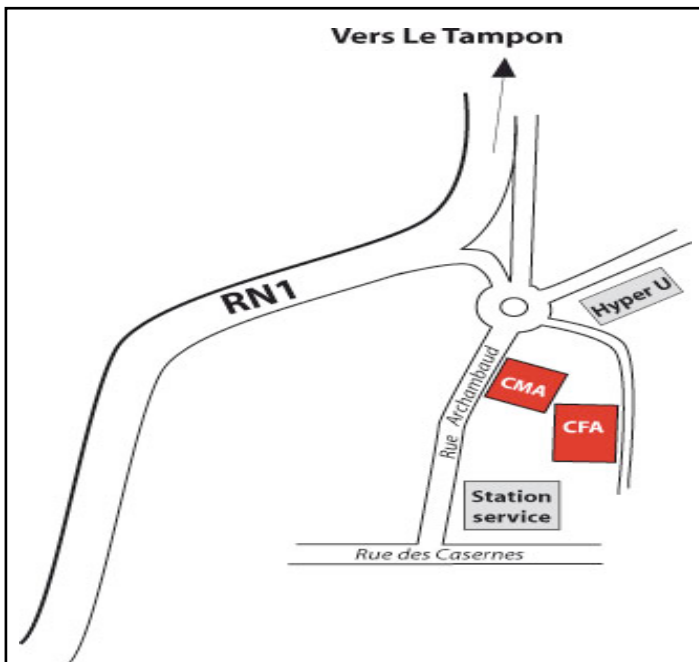 Vers Le Tampon
RN1
Hyper U
Rue Archambaud
CMA
CFA
Station
service
Rue des Casernes